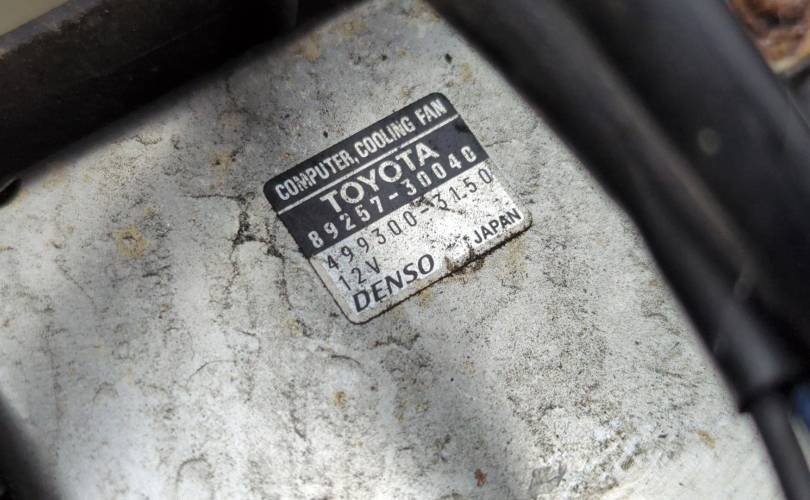 COMPUTER, COOLING FAN
TOYOTA
89257-30040
499300-3150
12V
DENSO JAPAN